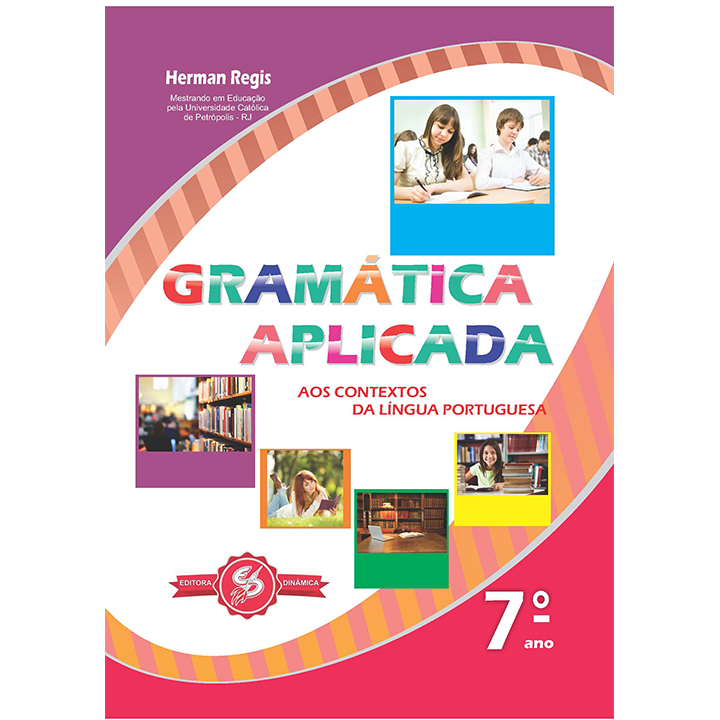 Herman Regis
Mestrando em Educação
pela Universidade Católica
de Petrópolis - RJ
GRAMÁTICA
APLICADA
AOS CONTEXTOS
DA LÍNGUA PORTUGUESA
EDITORA DINÂMICA
7º
ano